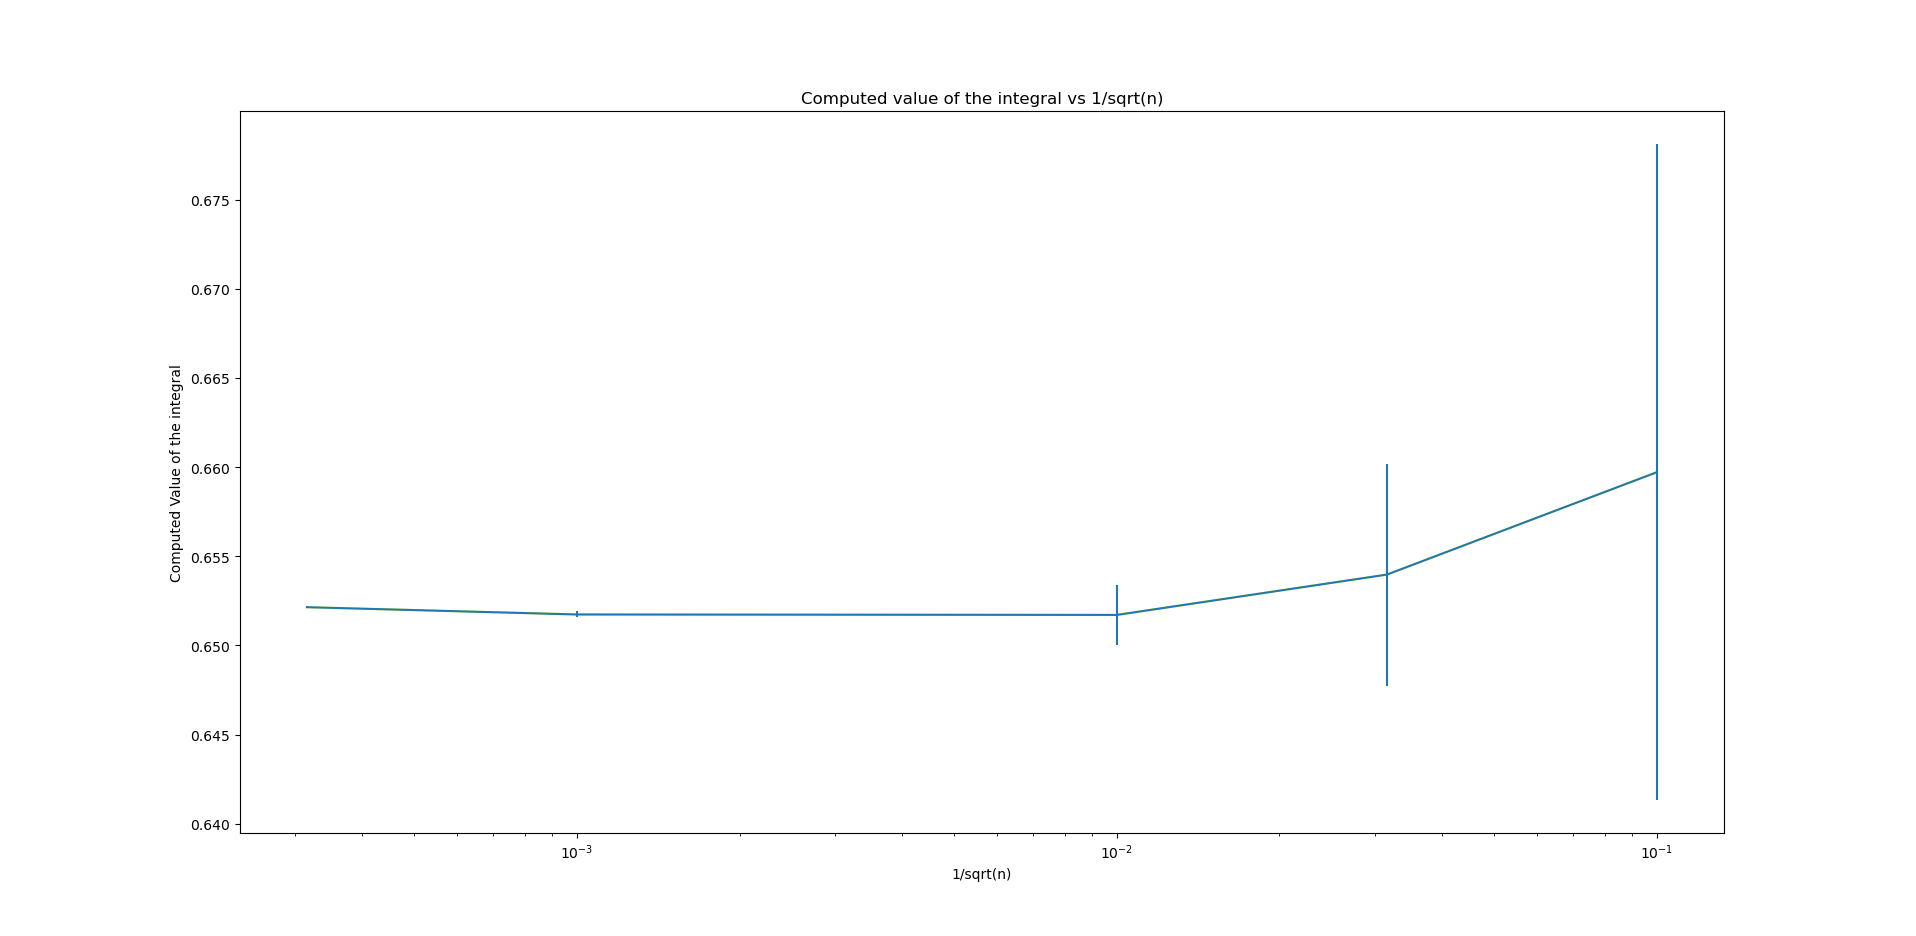 Computed value of the integral vs 1/sqrt(n)
Computed Value of the integral
0.675
0.670
0.665
0.660
0.655
0.650
0.645
0.640
10⁻³ 10⁻² 10⁻¹
1/sqrt(n)